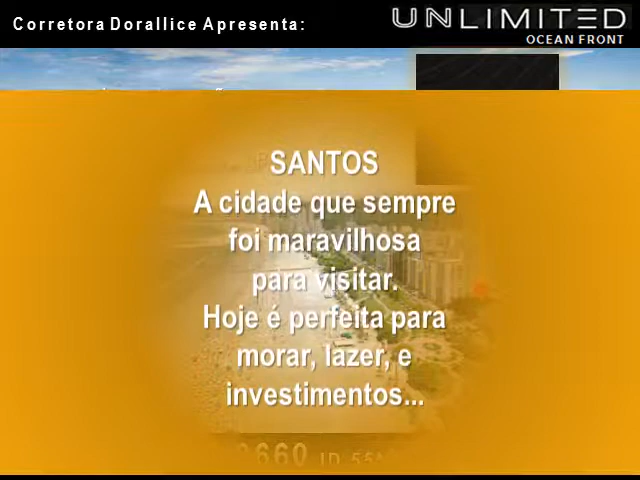 Corretora Dorallice Apresenta:
UNLIMITED
OCEAN FRONT
SANTOS
A cidade que sempre
foi maravilhosa
para visitar.
Hoje é perfeita para
morar, lazer, e
investimentos...